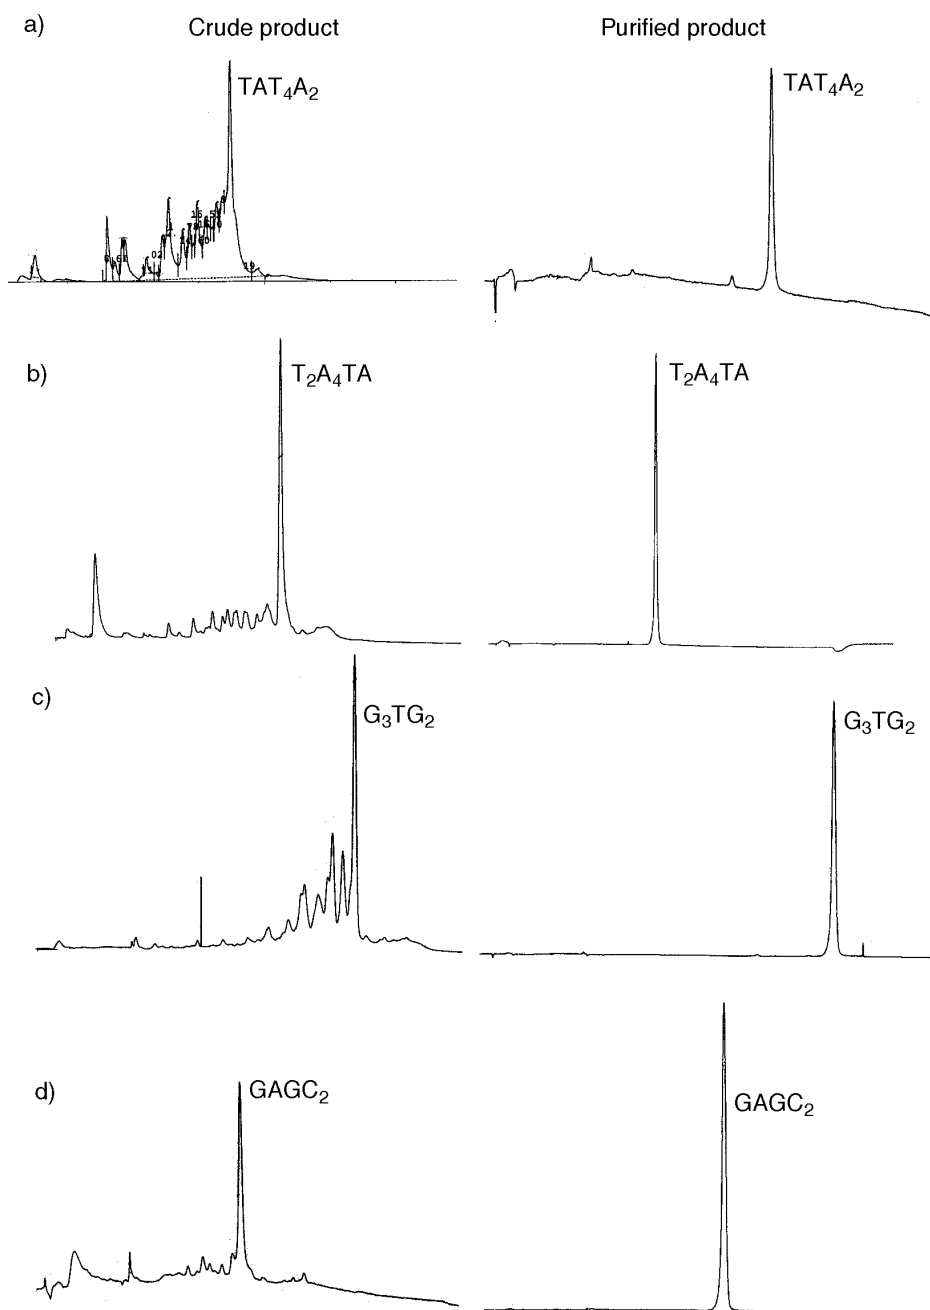 a)
Crude product
Purified product
TAT₄A₂
TAT₄A₂
b)
T₂A₄TA
T₂A₄TA
c)
G₃TG₂
G₃TG₂
d)
GAGC₂
GAGC₂